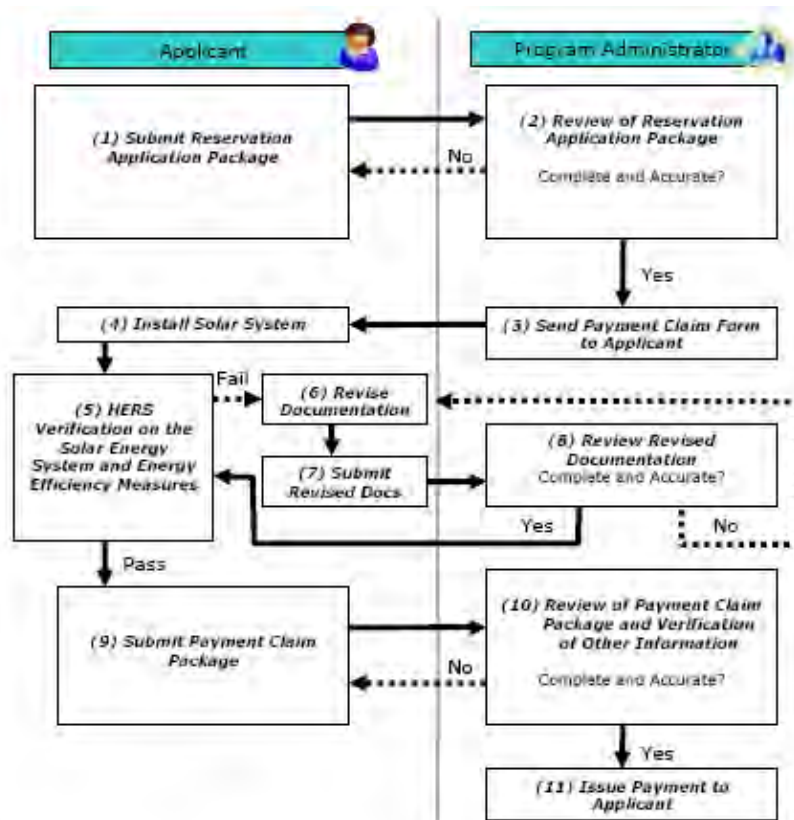 Applicant
Program Administrator
(1) Submit Reservation
Application Package
(2) Review of Reservation
Application Package
Complete and Accurate?
No
Yes
(4) Install Solar System
(3) Send Payment Claim Form
to Applicant
(5) HERS
Verification on the
Solar Energy
System and Energy
Efficiency Measures
Fail
(6) Revise
Documentation
(7) Submit
Revised Docs
(8) Review Revised
Documentation
Complete and Accurate?
Yes
No
Pass
(9) Submit Payment Claim
Package
(10) Review of Payment Claim
Package and Verification
of Other Information
Complete and Accurate?
No
Yes
(11) Issue Payment to
Applicant